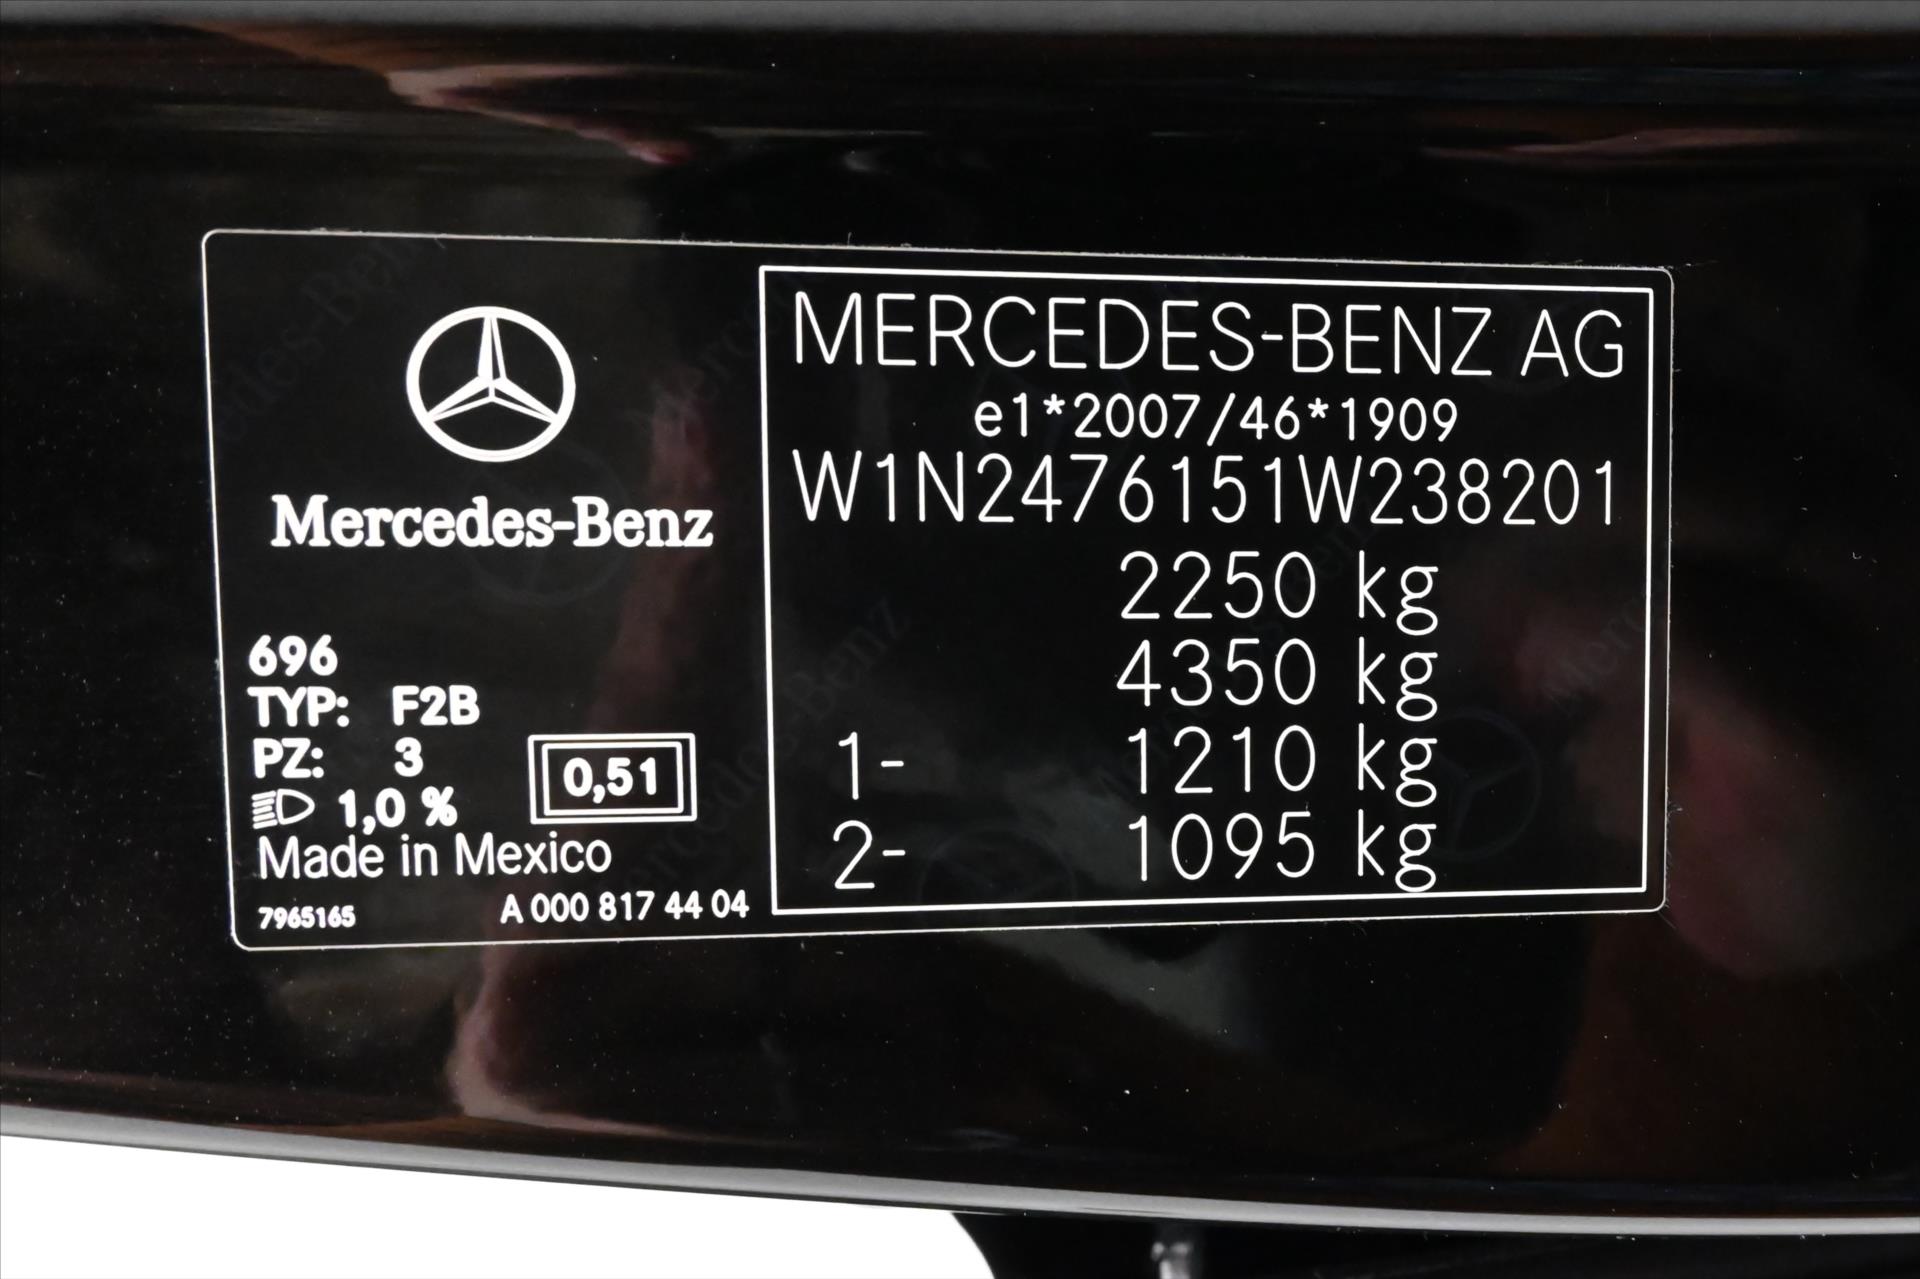 Mercedes-Benz
696
TYP: F2B
PZ: 3
1,0 %
0,51
Made in Mexico
7965165
A 000 817 44 04
MERCEDES-BENZ AG
e1*2007/46*1909
W1N2476151W238201
2250 kg
4350 kg
1- 1210 kg
2- 1095 kg